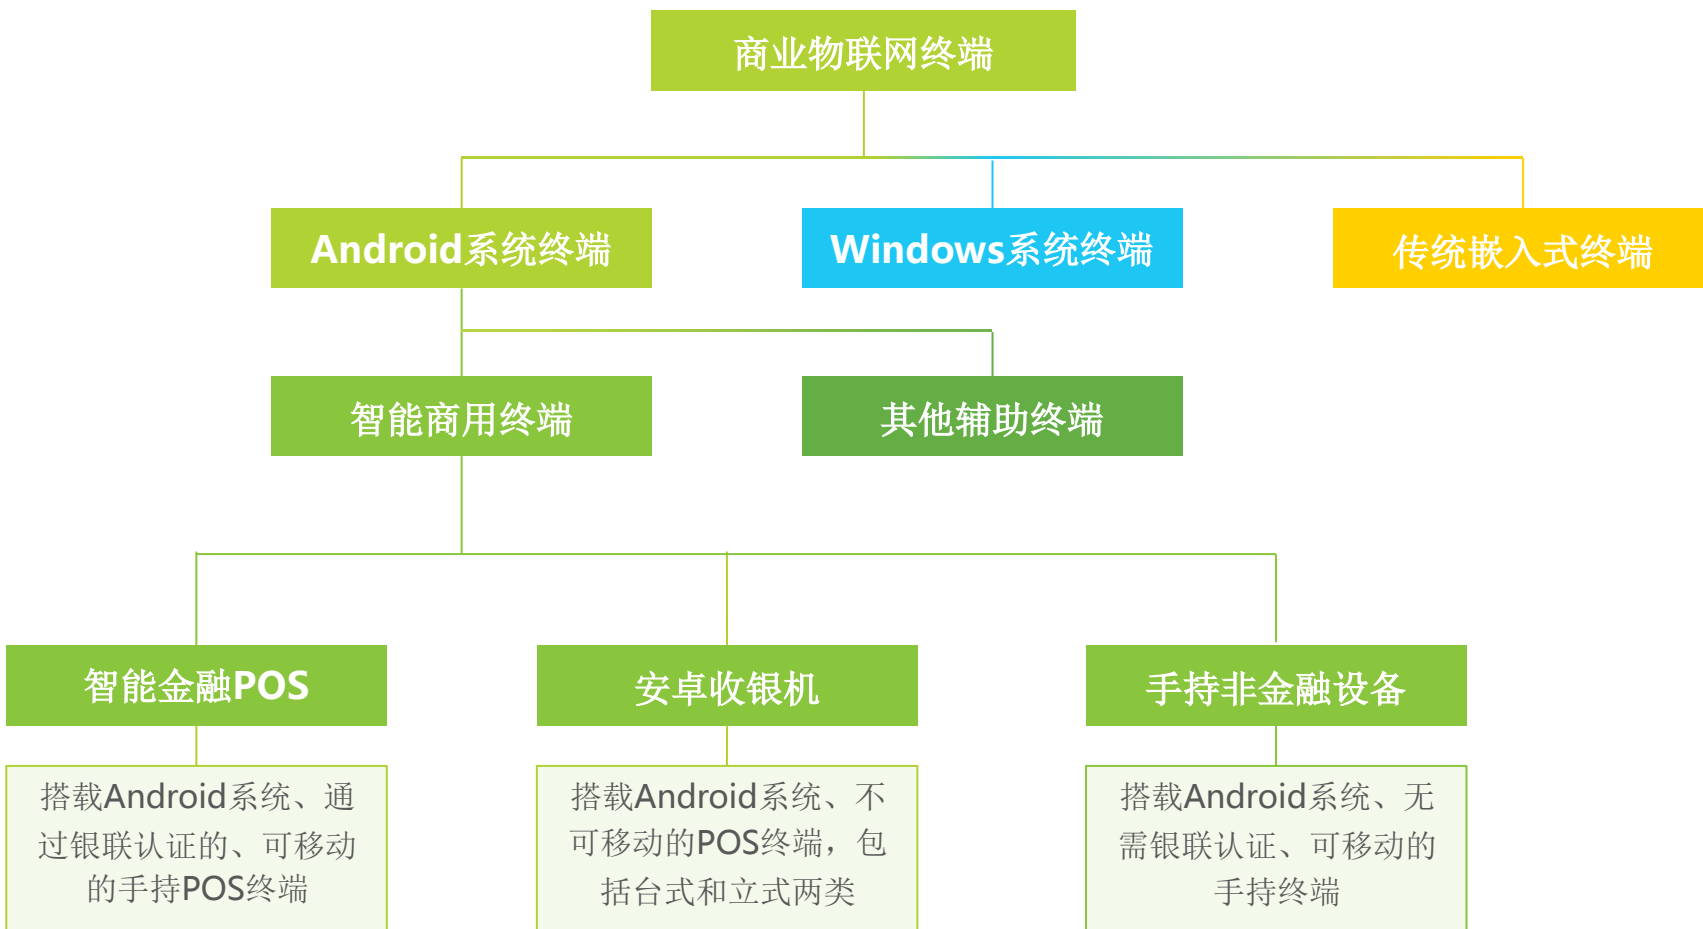 商业物联网终端
Android系统终端
Windows系统终端
传统嵌入式终端
智能商用终端
其他辅助终端
智能金融POS
安卓收银机
手持非金融设备
搭载Android系统、通
过银联认证的、可移动
的手持POS终端
搭载Android系统、不
可移动的POS终端，包
括台式和立式两类
搭载Android系统、无
需银联认证、可移动的
手持终端